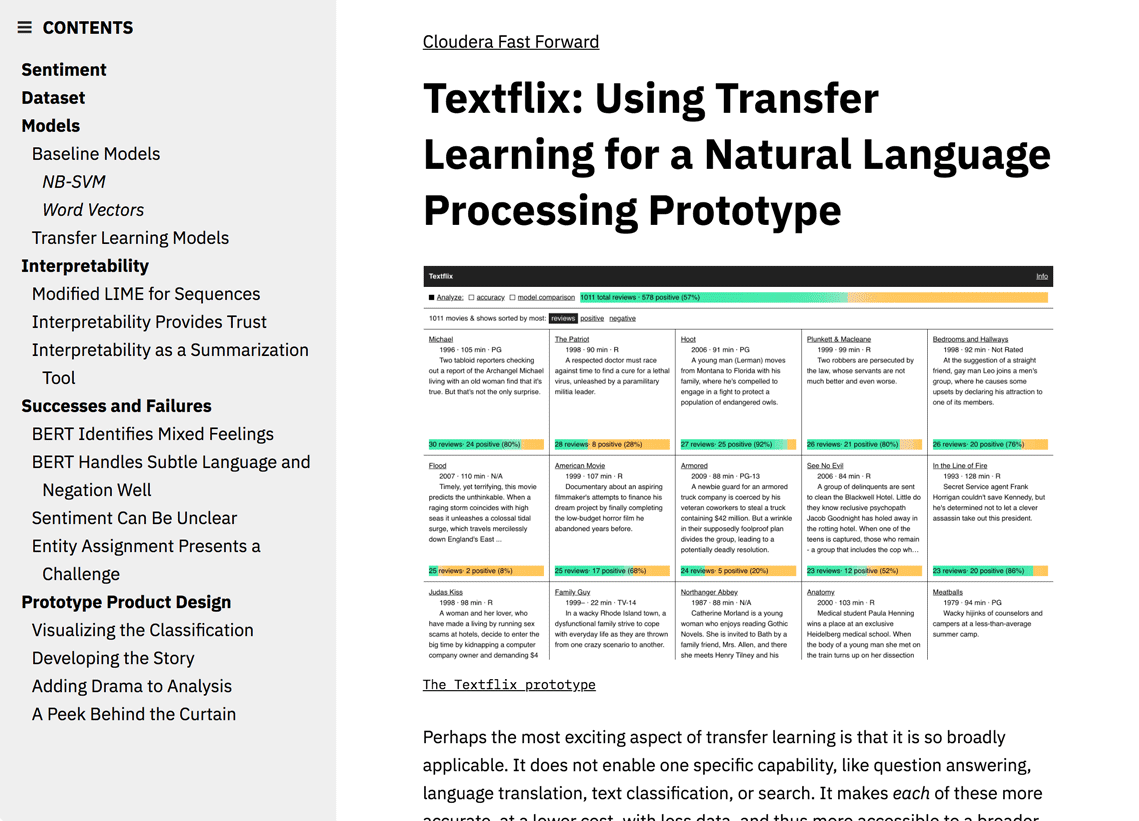 CONTENTS
Sentiment
Dataset
Models
Baseline Models
NB-SVM
Word Vectors
Transfer Learning Models
Interpretability
Modified LIME for Sequences
Interpretability Provides Trust
Interpretability as a Summarization
Tool
Successes and Failures
BERT Identifies Mixed Feelings
BERT Handles Subtle Language and
Negation Well
Sentiment Can Be Unclear
Entity Assignment Presents a
Challenge
Prototype Product Design
Visualizing the Classification
Developing the Story
Adding Drama to Analysis
A Peek Behind the Curtain
Cloudera Fast Forward
Textflix: Using Transfer
Learning for a Natural Language
Processing Prototype
Textflix Info
Analyze: accuracy model comparison 1011 total reviews · 578 positive (57%)
1011 movies & shows sorted by most: reviews positive negative
Michael
1996 · 105 min · PG
Two tabloid reporters checking
out a report of the Archangel Michael
living with an old woman find that it's
true. But that's not the only surprise.
30 reviews· 24 positive (80%)
The Patriot
1998 · 90 min · R
A respected doctor must race
against time to find a cure for a lethal
virus, unleashed by a paramilitary
militia leader.
28 reviews· 8 positive (28%)
Hoot
2006 · 91 min · PG
A young man (Lerman) moves
from Montana to Florida with his
family, where he's compelled to
engage in a fight to protect a
population of endangered owls.
27 reviews· 25 positive (92%)
Plunkett & Macleane
1999 · 99 min · R
Two robbers are persecuted by
the law, whose servants are not
much better and even worse.
26 reviews· 21 positive (80%)
Bedrooms and Hallways
1998 · 92 min · Not Rated
At the suggestion of a straight
friend, gay man Leo joins a men's
group, where he causes some
upsets by declaring his attraction to
one of its members.
26 reviews· 20 positive (76%)
Flood
2007 · 110 min · N/A
Timely, yet terrifying, this movie
predicts the unthinkable. When a
raging storm coincides with high
seas it unleashes a colossal tidal
surge, which travels mercilessly
down England's East ...
25 reviews· 2 positive (8%)
American Movie
1999 · 107 min · R
Documentary about an aspiring
filmmaker's attempts to finance his
dream project by finally completing
the low-budget horror film he
abandoned years before.
25 reviews· 17 positive (68%)
Armored
2009 · 88 min · PG-13
A newbie guard for an armored
truck company is coerced by his
veteran coworkers to steal a truck
containing $42 million. But a wrinkle
in their supposedly foolproof plan
divides the group, leading to a
potentially deadly resolution.
24 reviews· 5 positive (20%)
See No Evil
2006 · 84 min · R
A group of delinquents are sent
to clean the Blackwell Hotel. Little do
they know reclusive psychopath
Jacob Goodnight has holed away in
the rotting hotel. When one of the
teens is captured, those who remain
- a group that includes the cop wh...
23 reviews· 12 positive (52%)
In the Line of Fire
1993 · 128 min · R
Secret Service agent Frank
Horrigan couldn't save Kennedy, but
he's determined not to let a clever
assassin take out this president.
23 reviews· 20 positive (86%)
Judas Kiss
1998 · 98 min · R
A woman and her lover, who
have made a living by running sex
scams at hotels, decide to enter the
big time by kidnapping a computer
company owner and demanding $4
Family Guy
1999– · 22 min · TV-14
In a wacky Rhode Island town, a
dysfunctional family strive to cope
with everyday life as they are thrown
from one crazy scenario to another.
Northanger Abbey
1987 · 88 min · N/A
Catherine Morland is a young
woman who enjoys reading Gothic
Novels. She is invited to Bath by a
family friend, Mrs. Allen, and there
she meets Henry Tilney and his
Anatomy
2000 · 103 min · R
Medical student Paula Henning
wins a place at an exclusive
Heidelberg medical school. When
the body of a young man she met on
the train turns up on her dissection
Meatballs
1979 · 94 min · PG
Wacky hijinks of counselors and
campers at a less-than-average
summer camp.
The Textflix prototype
Perhaps the most exciting aspect of transfer learning is that it is so broadly
applicable. It does not enable one specific capability, like question answering,
language translation, text classification, or search. It makes each of these more
accurate, at a lower cost, with less data, and thus more accessible to a broader